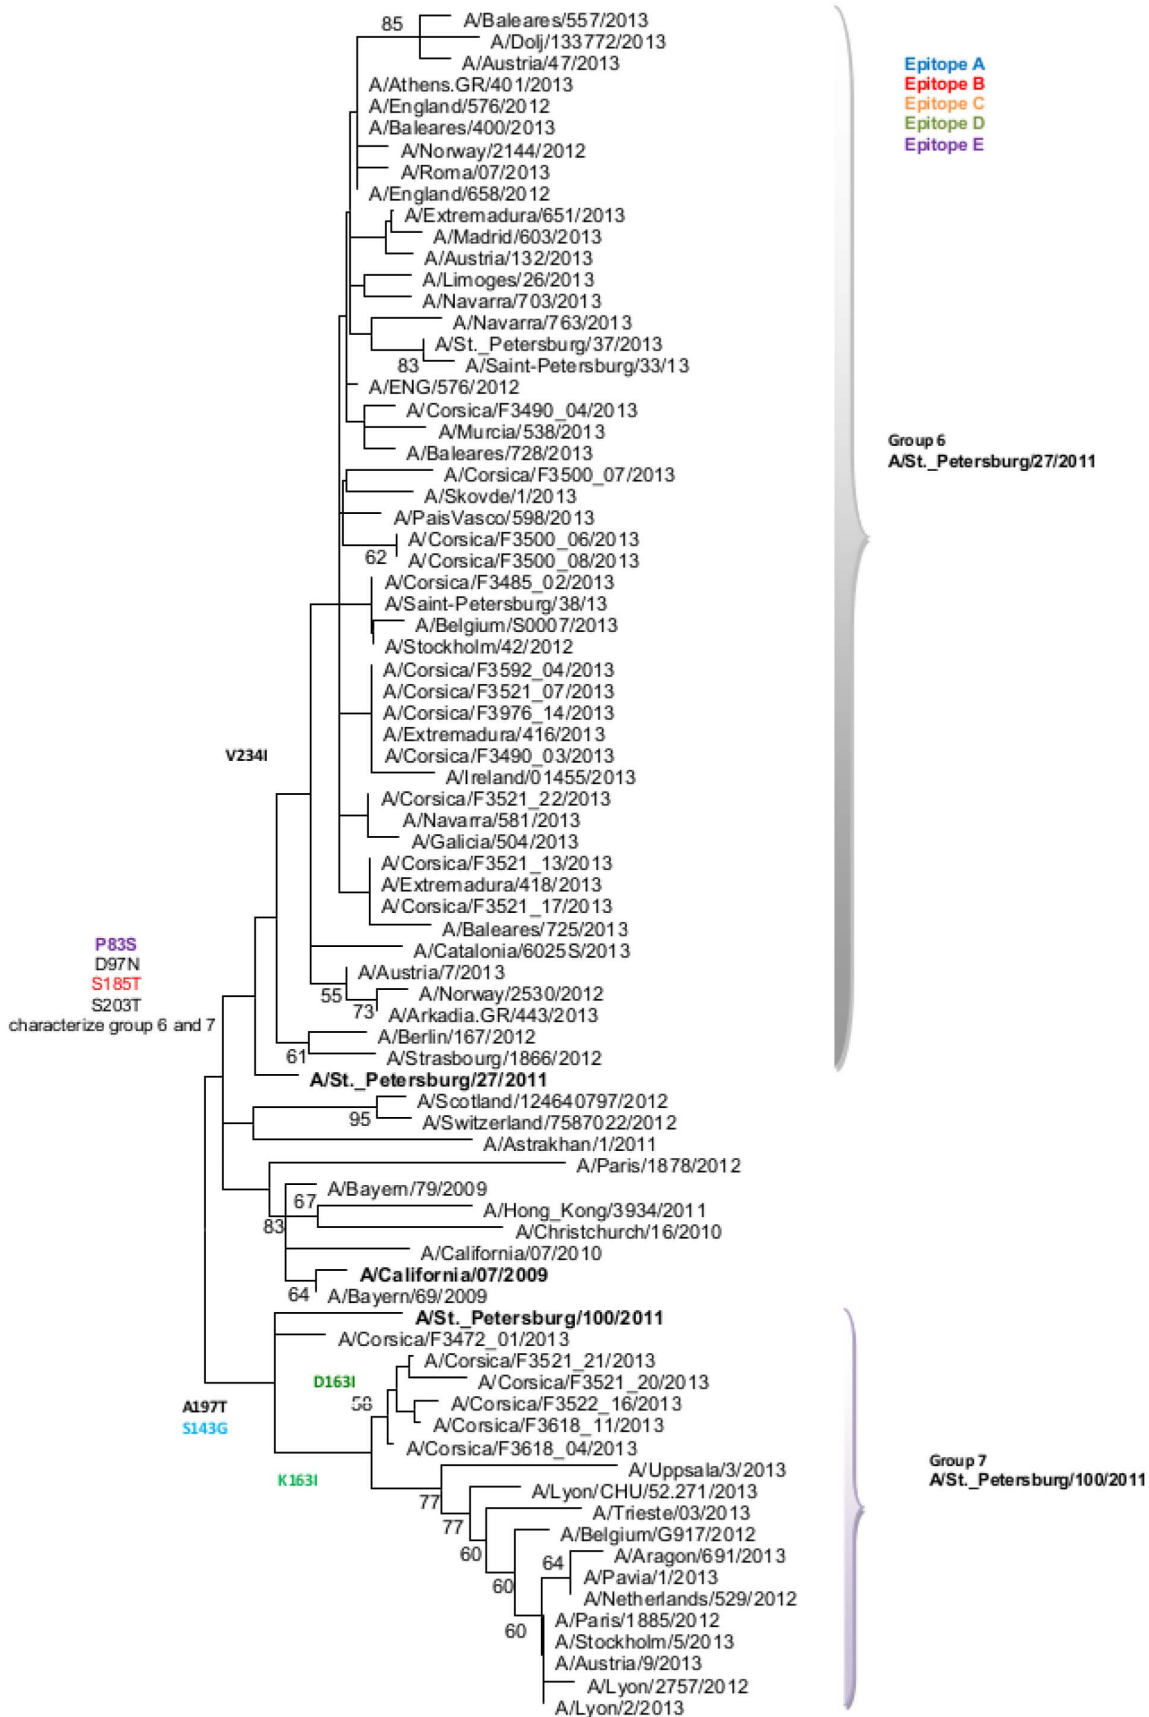 85
A/Baleares/557/2013
A/Dolj/133772/2013
A/Austria/47/2013
A/Athens.GR/401/2013
A/England/576/2012
A/Baleares/400/2013
A/Norway/2144/2012
A/Roma/07/2013
A/England/658/2012
A/Extremadura/651/2013
A/Madrid/603/2013
A/Austria/132/2013
A/Limoges/26/2013
A/Navarra/703/2013
A/Navarra/763/2013
A/St._Petersburg/37/2013
83
A/Saint-Petersburg/33/13
A/ENG/576/2012
A/Corsica/F3490_04/2013
A/Murcia/538/2013
A/Baleares/728/2013
A/Corsica/F3500_07/2013
A/Skovde/1/2013
A/PaisVasco/598/2013
A/Corsica/F3500_06/2013
62
A/Corsica/F3500_08/2013
A/Corsica/F3485_02/2013
A/Saint-Petersburg/38/13
A/Belgium/S0007/2013
A/Stockholm/42/2012
A/Corsica/F3592_04/2013
A/Corsica/F3521_07/2013
A/Corsica/F3976_14/2013
A/Extremadura/416/2013
A/Corsica/F3490_03/2013
A/Ireland/01455/2013
A/Corsica/F3521_22/2013
A/Navarra/581/2013
A/Galicia/504/2013
A/Corsica/F3521_13/2013
A/Extremadura/418/2013
A/Corsica/F3521_17/2013
A/Baleares/725/2013
A/Catalonia/6025S/2013
A/Austria/7/2013
55
A/Norway/2530/2012
73
A/Arkadia.GR/443/2013
A/Berlin/167/2012
61
A/Strasbourg/1866/2012
A/St._Petersburg/27/2011
A/Scotland/124640797/2012
95
A/Switzerland/7587022/2012
A/Astrakhan/1/2011
A/Paris/1878/2012
A/Bayern/79/2009
67
A/Hong_Kong/3934/2011
83
A/Christchurch/16/2010
A/California/07/2010
A/California/07/2009
64
A/Bayern/69/2009
A/St._Petersburg/100/2011
A/Corsica/F3472_01/2013
A/Corsica/F3521_21/2013
D163I
A/Corsica/F3521_20/2013
58
A/Corsica/F3522_16/2013
A/Corsica/F3618_11/2013
A/Corsica/F3618_04/2013
A/Uppsala/3/2013
77
A/Lyon/CHU/52.271/2013
A/Trieste/03/2013
77
A/Belgium/G917/2012
60
A/Aragon/691/2013
64
A/Pavia/1/2013
60
A/Netherlands/529/2012
A/Paris/1885/2012
60
A/Stockholm/5/2013
A/Austria/9/2013
A/Lyon/2757/2012
A/Lyon/2/2013
V234I
P83S
D97N
S185T
S203T
characterize group 6 and 7
A197T
S143G
K163I
Epitope A
Epitope B
Epitope C
Epitope D
Epitope E
Group 6
A/St._Petersburg/27/2011
Group 7
A/St._Petersburg/100/2011